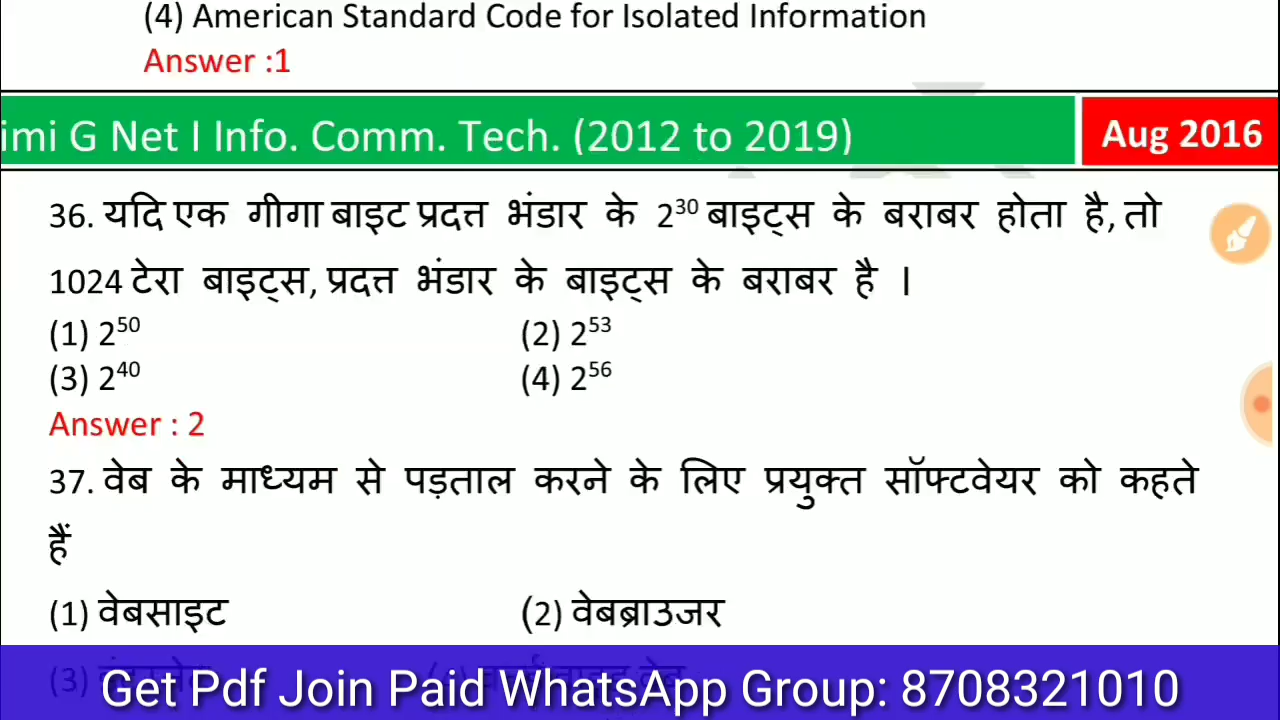 (4) American Standard Code for Isolated Information
Answer :1
imi G Net I Info. Comm. Tech. (2012 to 2019)
Aug 2016
36. यदि एक गीगा बाइट प्रदत्त भंडार के 2³⁰ बाइट्स के बराबर होता है, तो
1024 टेरा बाइट्स, प्रदत्त भंडार के बाइट्स के बराबर है ।
(1) 2⁵⁰ (2) 2⁵³
(3) 2⁴⁰ (4) 2⁵⁶
Answer : 2
37. वेब के माध्यम से पड़ताल करने के लिए प्रयुक्त सॉफ्टवेयर को कहते
हैं
(1) वेबसाइट (2) वेबब्राउजर
(3)
Get Pdf Join Paid WhatsApp Group: 8708321010